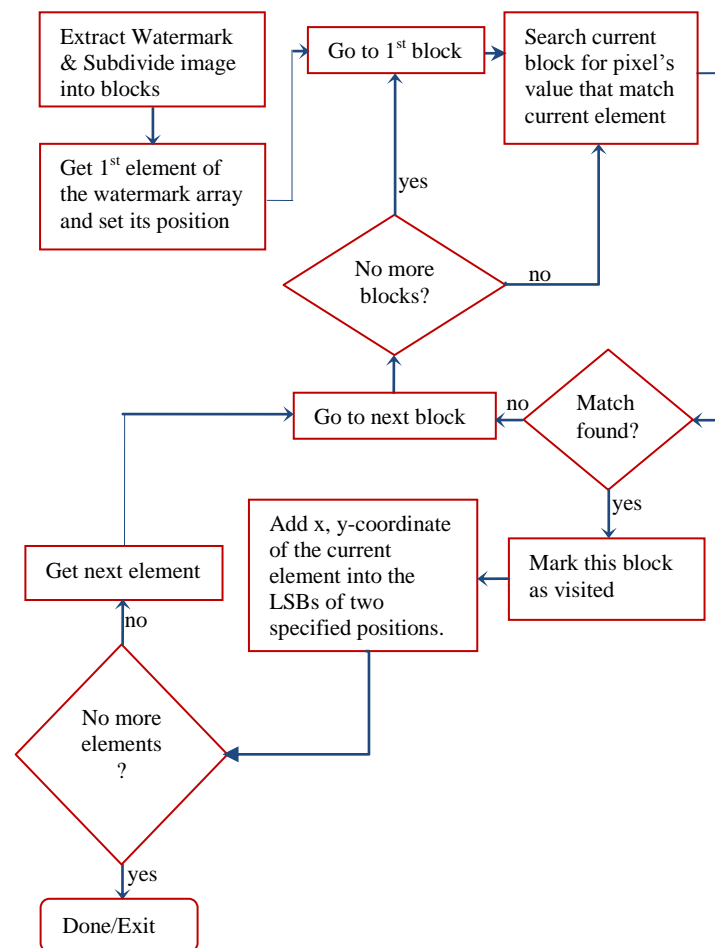 Extract Watermark
& Subdivide image
into blocks
Go to 1st block
Search current
block for pixel's
value that match
current element
Get 1st element of
the watermark array
and set its position
yes
No more
blocks?
no
Go to next block
no
Match
found?
yes
Add x, y-coordinate
of the current
element into the
LSBs of two
specified positions.
Mark this block
as visited
Get next element
no
No more
elements
?
yes
Done/Exit